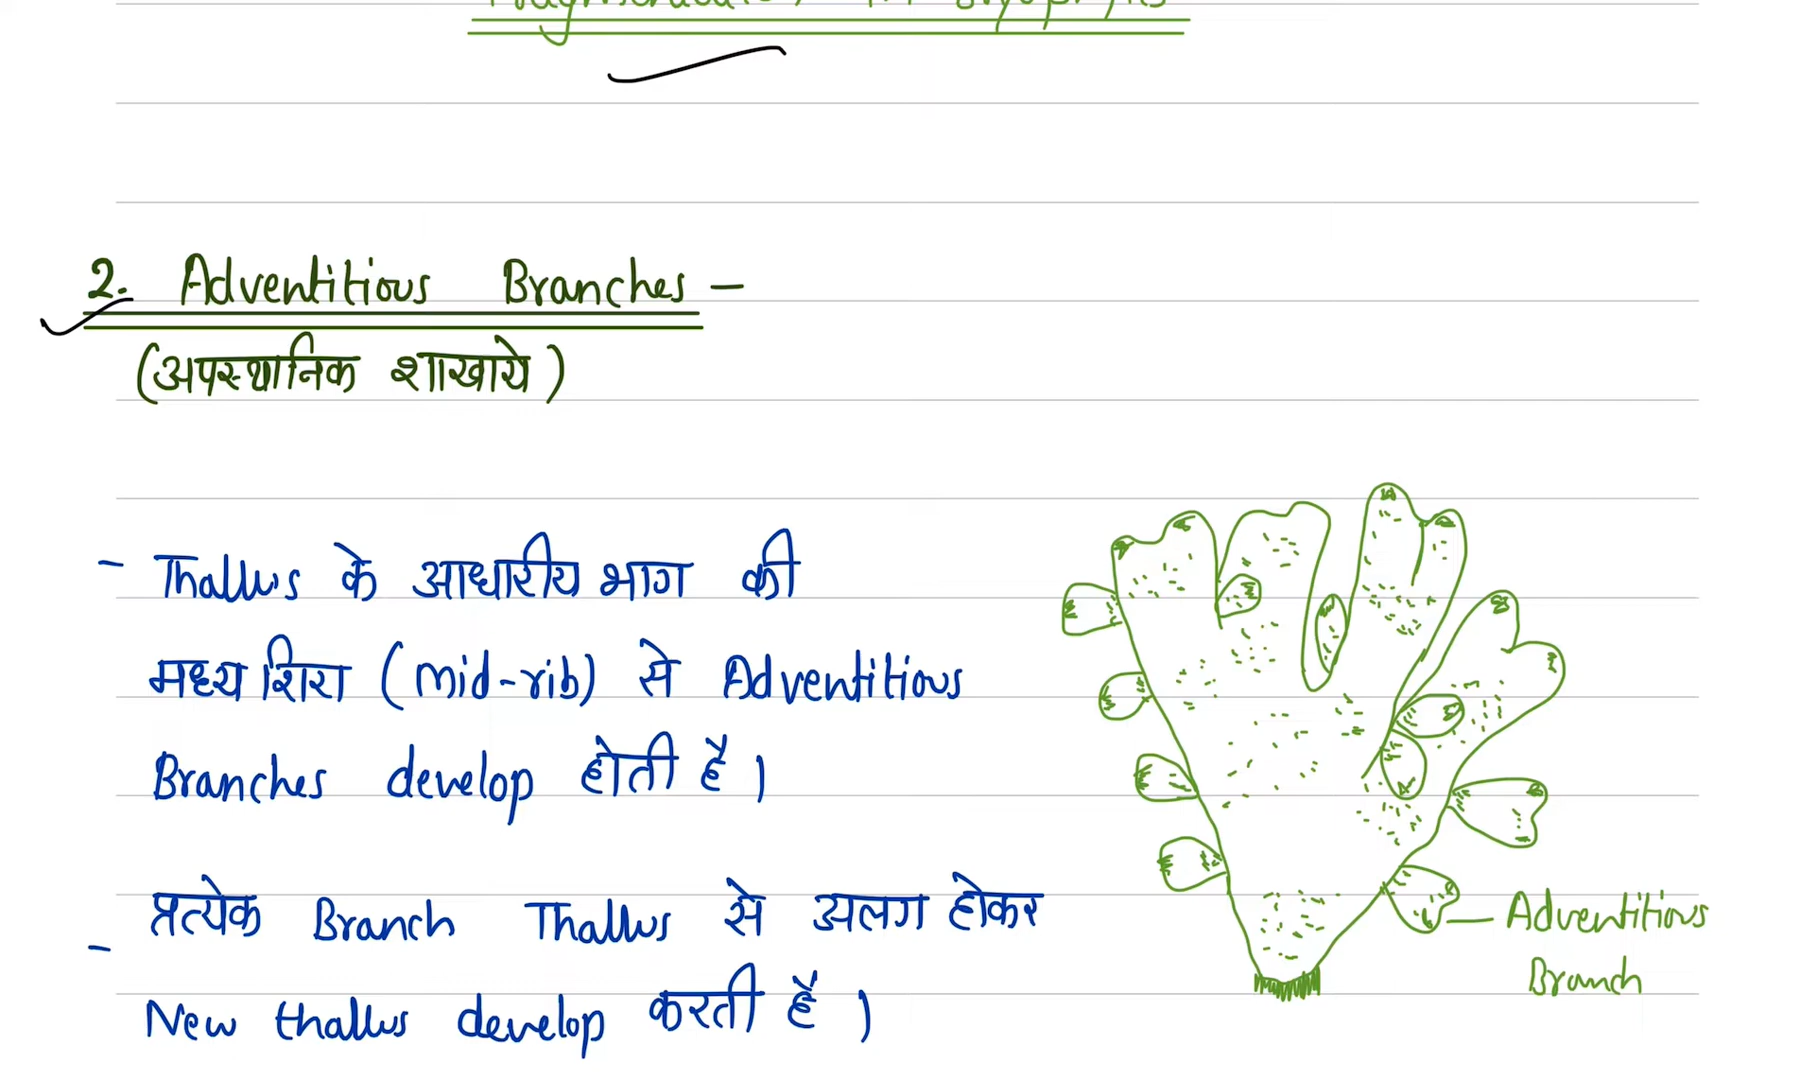 2. Adventitious Branches -
(अपस्थानिक शाखाये)
- Thallus के आधारीय भाग की
मध्य शिरा (mid-rib) से Adventitious
Branches develop होती है।
- प्रत्येक Branch Thallus से अलग होकर
New thallus develop करती है।
Adventitious
Branch